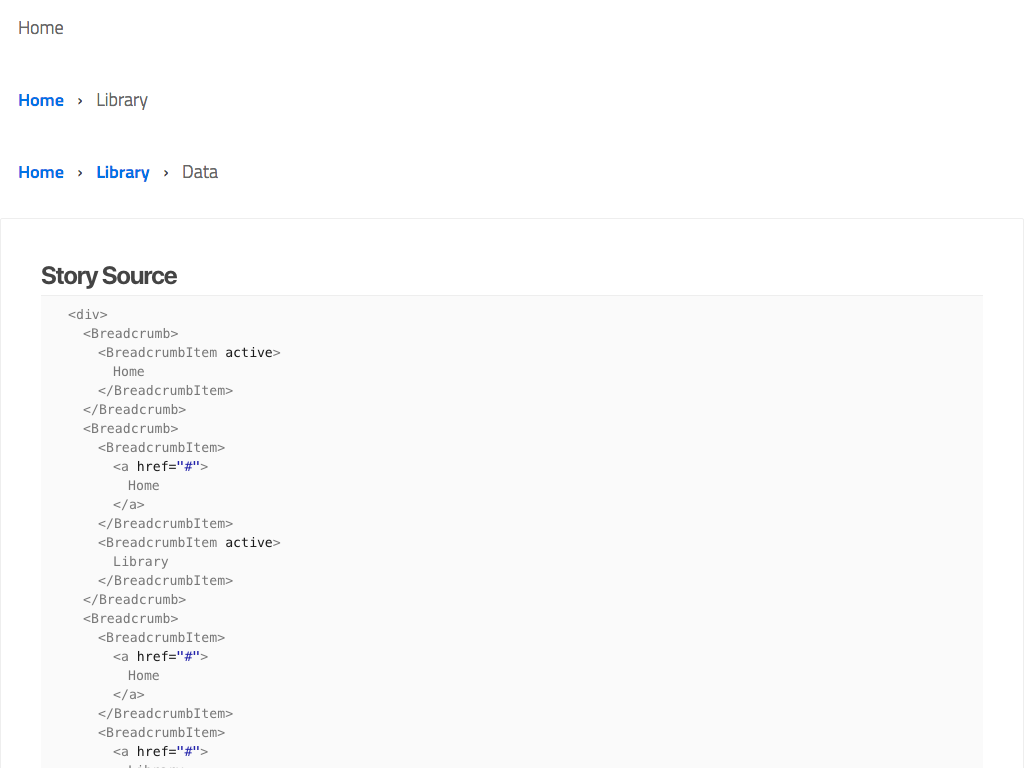 Home
Home › Library
Home › Library › Data
Story Source
<div>
<Breadcrumb>
<BreadcrumbItem active>
Home
</BreadcrumbItem>
</Breadcrumb>
<Breadcrumb>
<BreadcrumbItem>
<a href="#">
Home
</a>
</BreadcrumbItem>
<BreadcrumbItem active>
Library
</BreadcrumbItem>
</Breadcrumb>
<Breadcrumb>
<BreadcrumbItem>
<a href="#">
Home
</a>
</BreadcrumbItem>
<BreadcrumbItem>
<a href="#">